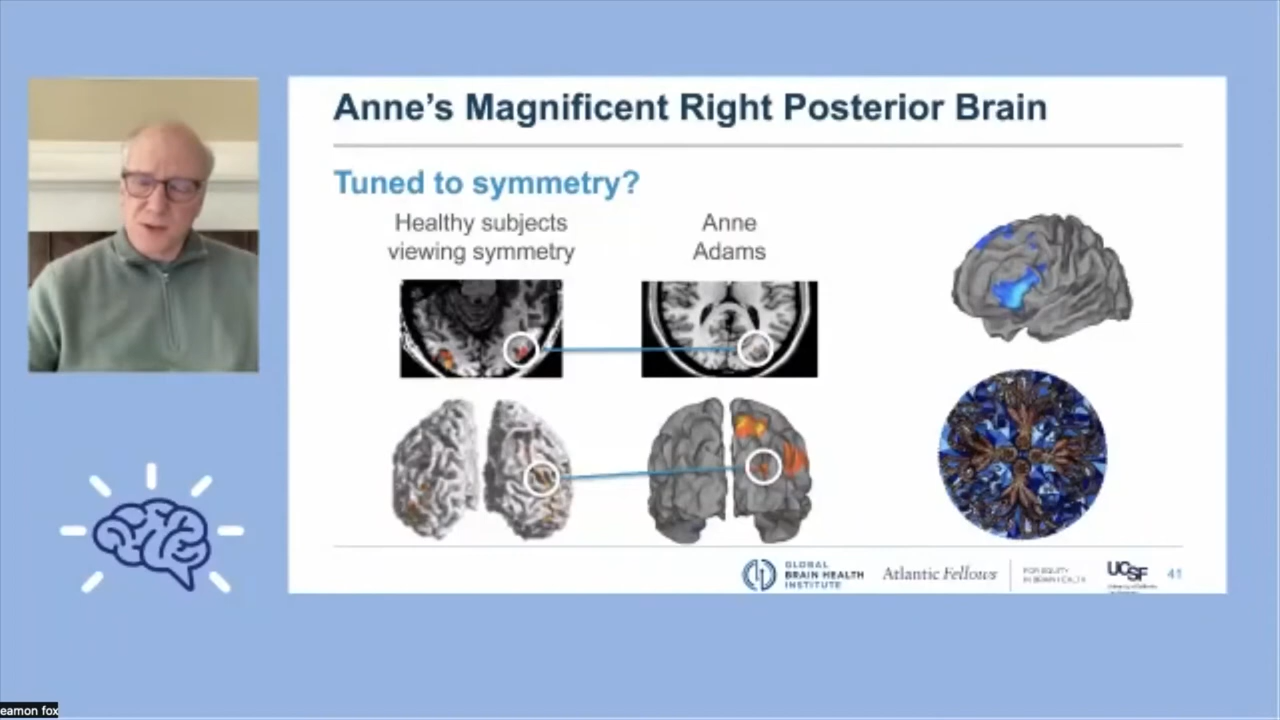 Anne's Magnificent Right Posterior Brain
Tuned to symmetry?
Healthy subjects
viewing symmetry
Anne
Adams
GLOBAL
BRAIN HEALTH
INSTITUTE
Atlantic Fellows
FOR EQUITY
IN BRAIN HEALTH
UCSF
41
eamon fox